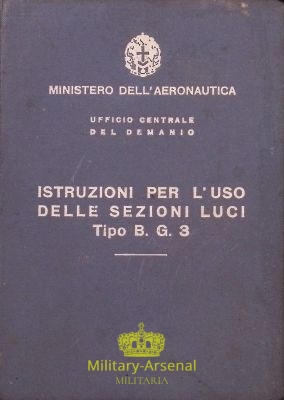 MINISTERO DELL'AERONAUTICA
UFFICIO CENTRALE
DEL DEMANIO
ISTRUZIONI PER L'USO
DELLE SEZIONI LUCI
Tipo B. G. 3
Military-Arsenal
MILITARIA